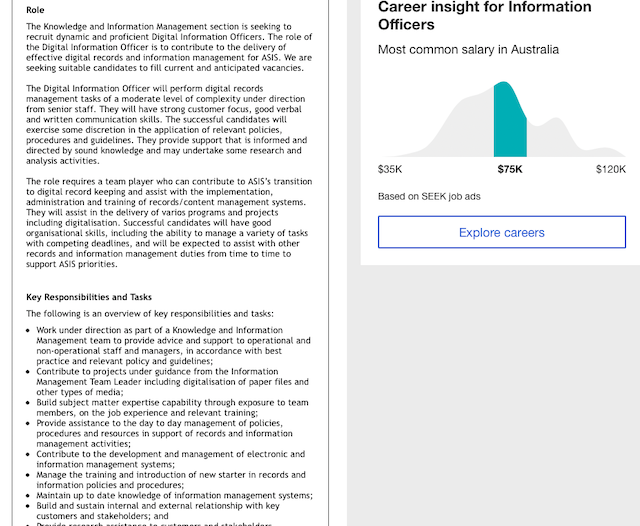 Role
The Knowledge and Information Management section is seeking to
recruit dynamic and proficient Digital Information Officers. The role of
the Digital Information Officer is to contribute to the delivery of
effective digital records and information management for ASIS. We are
seeking suitable candidates to fill current and anticipated vacancies.
The Digital Information Officer will perform digital records
management tasks of a moderate level of complexity under direction
from senior staff. They will have strong customer focus, good verbal
and written communication skills. The successful candidates will
exercise some discretion in the application of relevant policies,
procedures and guidelines. They provide support that is informed and
directed by sound knowledge and may undertake some research and
analysis activities.
The role requires a team player who can contribute to ASIS's transition
to digital record keeping and assist with the implementation,
administration and training of records/content management systems.
They will assist in the delivery of varios programs and projects
including digitalisation. Successful candidates will have good
organisational skills, including the ability to manage a variety of tasks
with competing deadlines, and will be expected to assist with other
records and information management duties from time to time to
support ASIS priorities.
Key Responsibilities and Tasks
The following is an overview of key responsibilities and tasks:
• Work under direction as part of a Knowledge and Information
Management team to provide advice and support to operational and
non-operational staff and managers, in accordance with best
practice and relevant policy and guidelines;
• Contribute to projects under guidance from the Information
Management Team Leader including digitalisation of paper files and
other types of media;
• Build subject matter expertise capability through exposure to team
members, on the job experience and relevant training;
• Provide assistance to the day to day management of policies,
procedures and resources in support of records and information
management activities;
• Contribute to the development and management of electronic and
information management systems;
• Manage the training and introduction of new starter in records and
information policies and procedures;
• Maintain up to date knowledge of information management systems;
• Build and sustain internal and external relationship with key
customers and stakeholders; and
• Provide research assistance to customers and stakeholders
Career insight for Information
Officers
Most common salary in Australia
$35K $75K $120K
Based on SEEK job ads
Explore careers